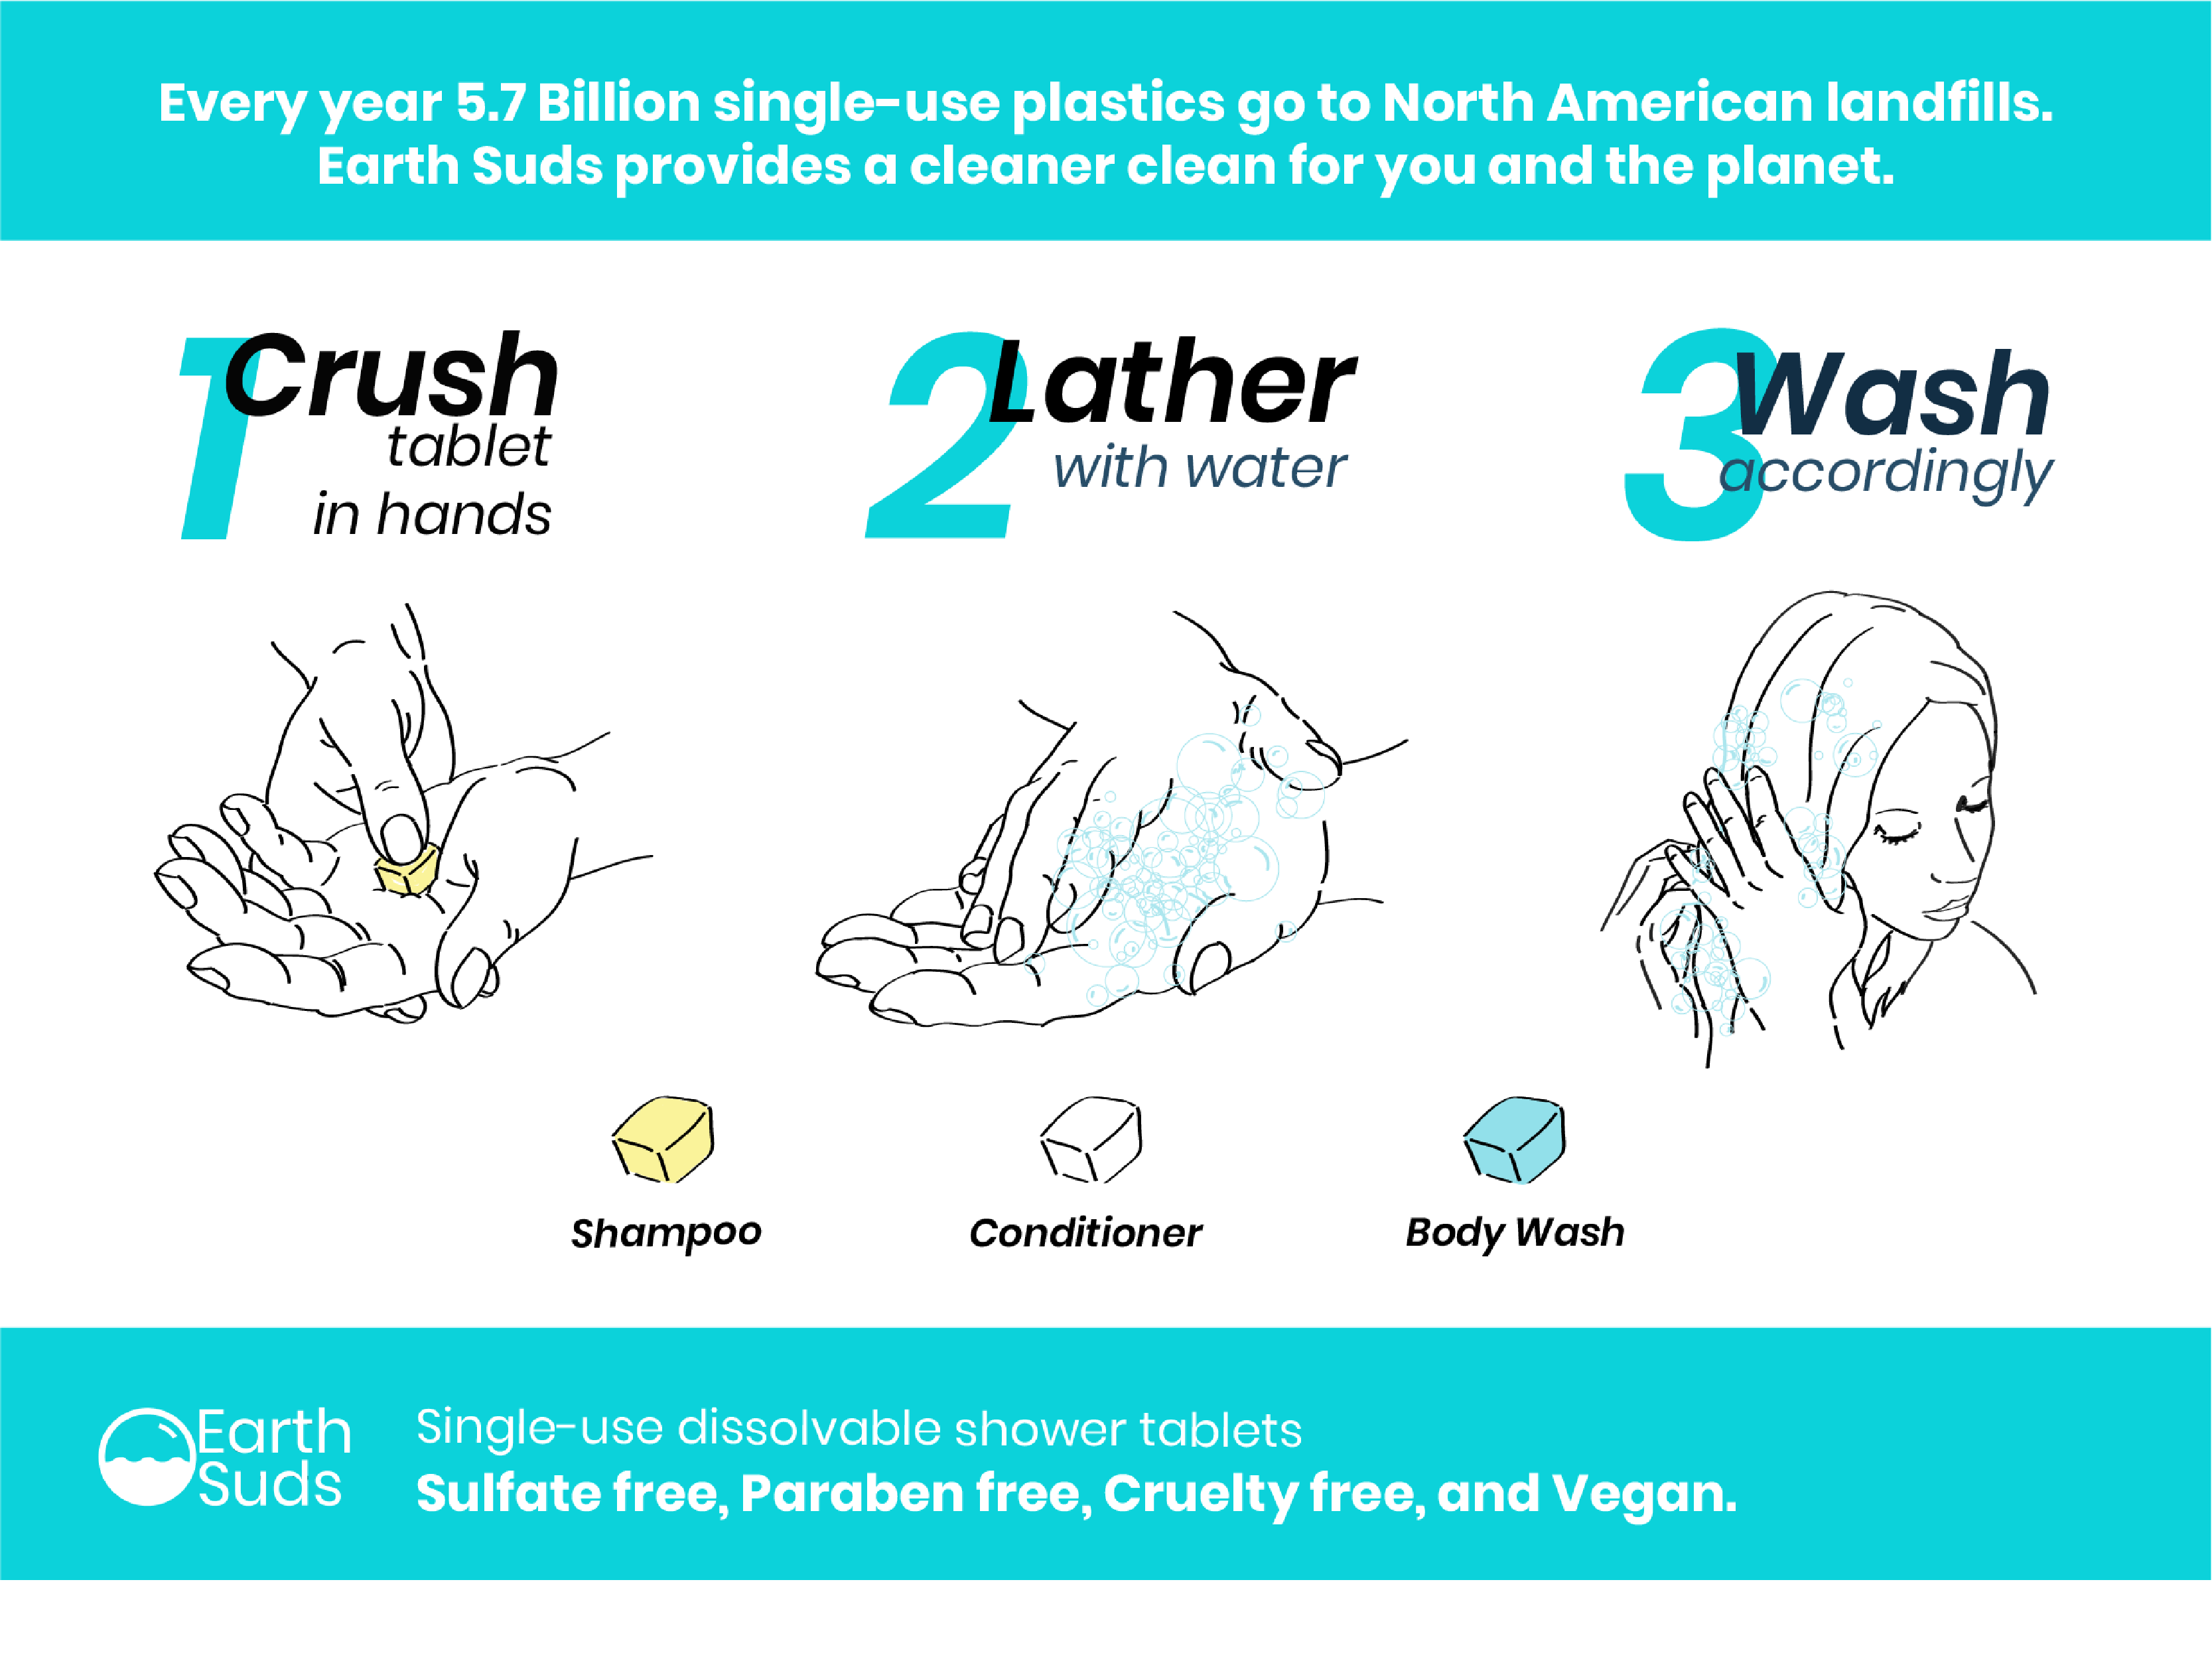 Every year 5.7 Billion single-use plastics go to North American landfills.
Earth Suds provides a cleaner clean for you and the planet.
1 Crush
tablet
in hands
2 Lather
with water
3 Wash
accordingly
Shampoo
Conditioner
Body Wash
Earth
Suds
Single-use dissolvable shower tablets
Sulfate free, Paraben free, Cruelty free, and Vegan.